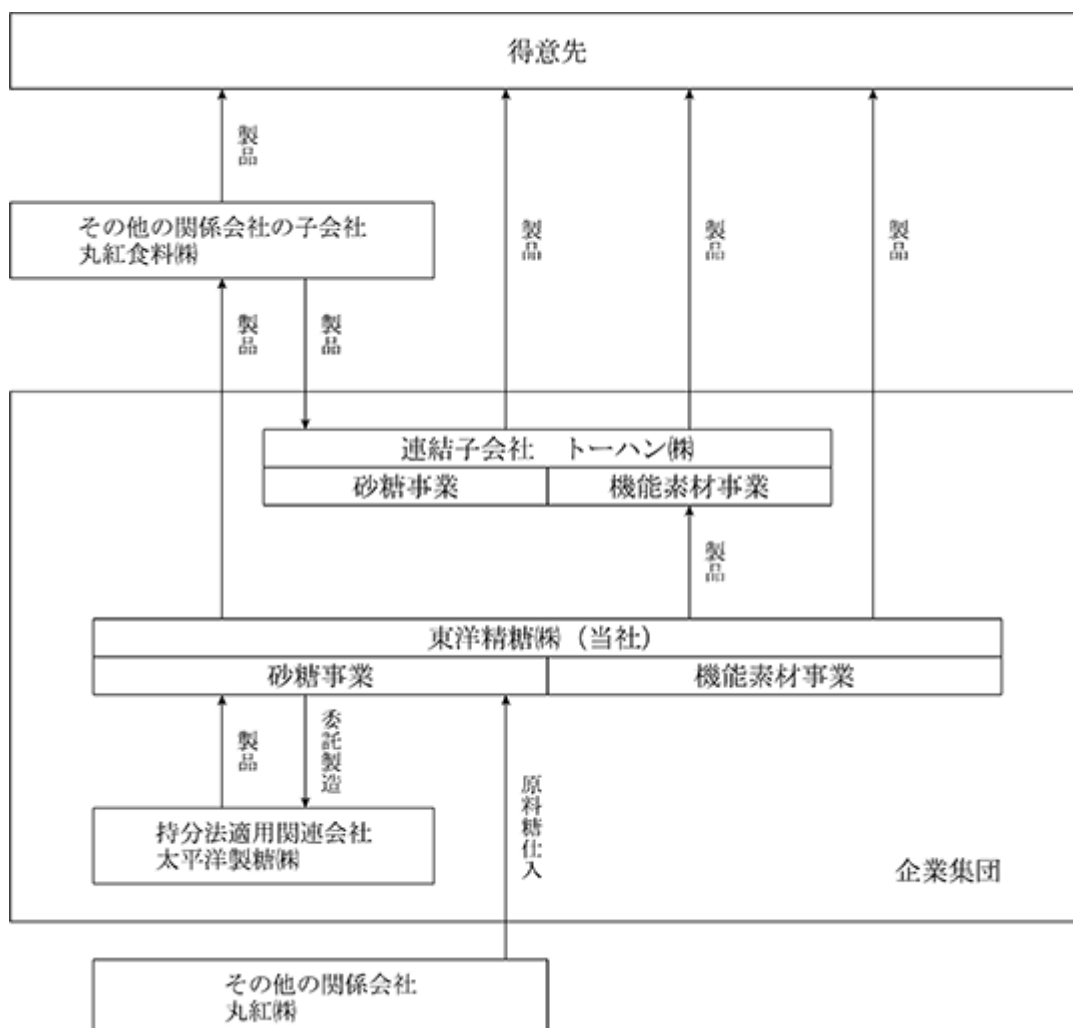 得意先
製品
その他の関係会社の子会社
丸紅食料㈱
製品
製品
製品
製品
製品
連結子会社　トーハン㈱
砂糖事業
機能素材事業
製品
東洋精糖㈱（当社）
砂糖事業
機能素材事業
製品
委託製造
原料糖仕入
持分法適用関連会社
太平洋製糖㈱
企業集団
その他の関係会社
丸紅㈱